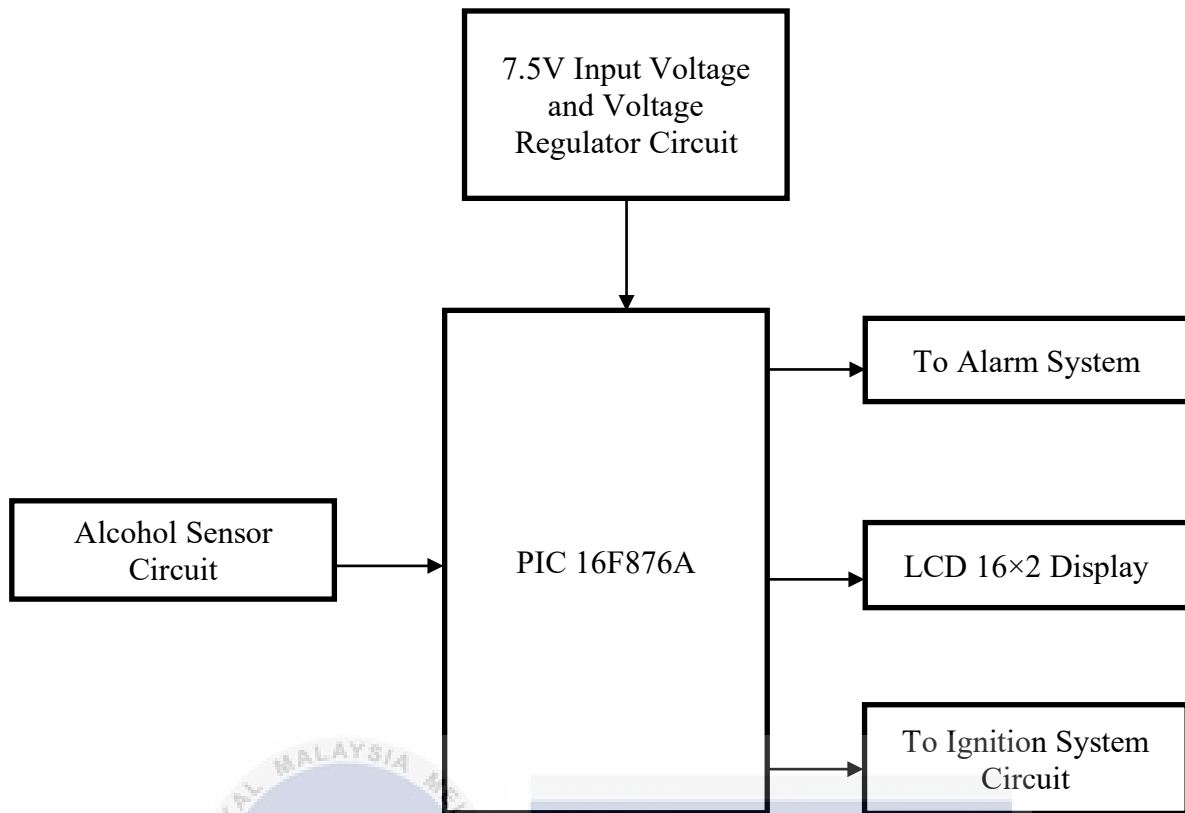 7.5V Input Voltage
and Voltage
Regulator Circuit
To Alarm System
Alcohol Sensor
Circuit
PIC 16F876A
LCD 16×2 Display
To Ignition System
Circuit
MALAYSIA